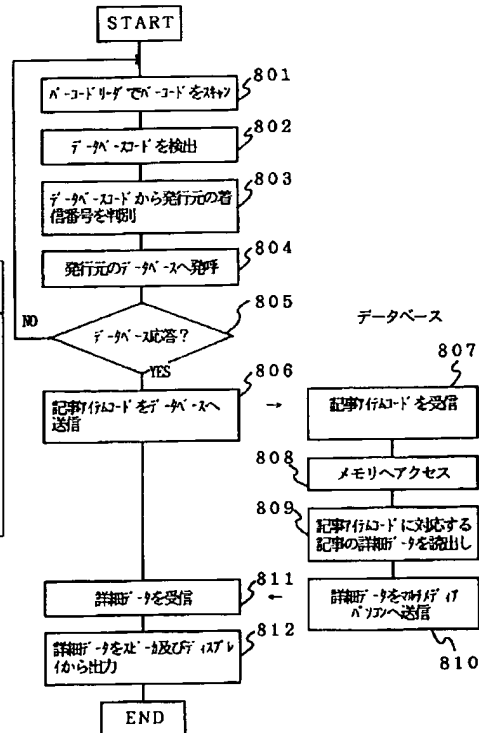 START
801
バーコードリーダでバーコードをスキャン
802
データベースコードを検出
803
データベースコードから発行元の着
信番号を判別
804
発行元のデータベースへ発呼
805
データベース応答?
NO
YES
データベース
806
記事アイテムコードをデータベースへ
送信
→
807
記事アイテムコードを受信
808
メモリへアクセス
809
記事アイテムコードに対応する
記事の詳細データを読出し
810
詳細データをマルチメディア
パソコンへ送信
←
811
詳細データを受信
812
詳細データをスピーカ及びディスプレ
イから出力
END